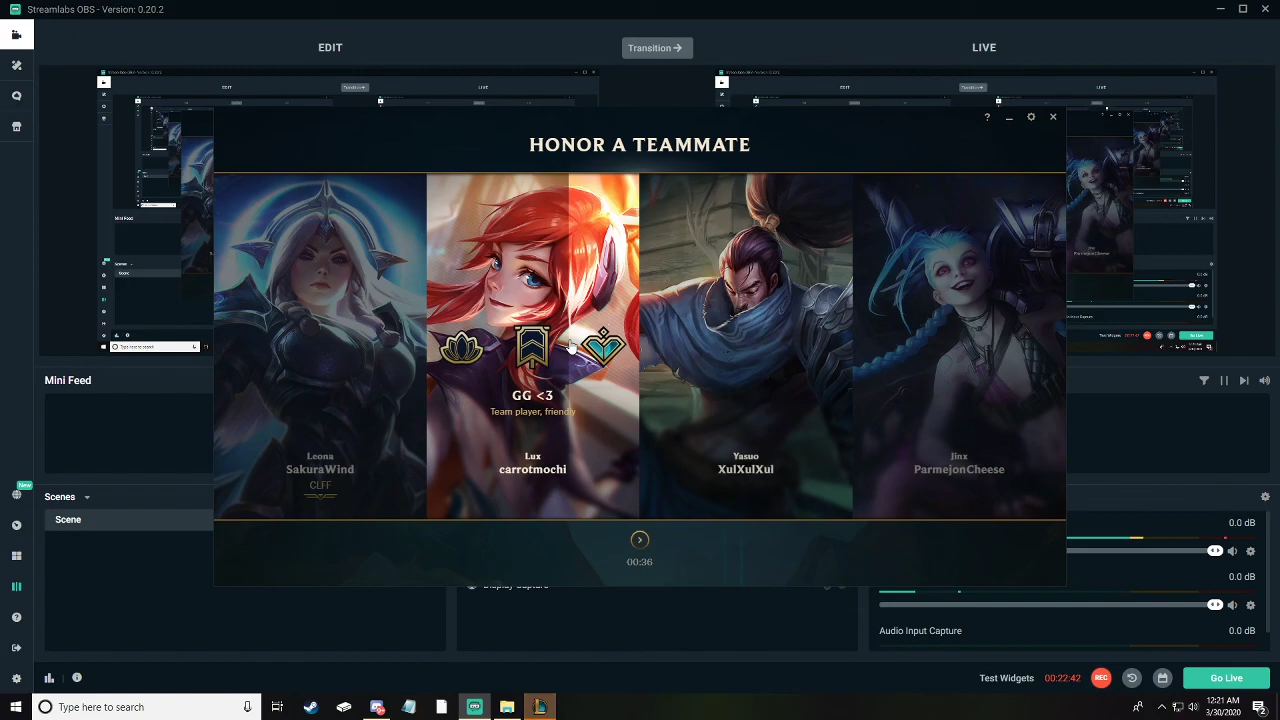 Streamlabs OBS - Version: 0.20.2
EDIT
Transition
LIVE
HONOR A TEAMMATE
GG <3
Team player, friendly
Leona
SakuraWind
CLFF
Lux
carrotmochi
Yasuo
XulXulXul
Jinx
ParmejonCheese
00:36
Mini Feed
New
Scenes
Scene
Display Capture
0.0 dB
0.0 dB
Audio Input Capture
0.0 dB
Test Widgets
00:22:42
REC
Go Live
Type here to search
12:21 AM
3/30/2020